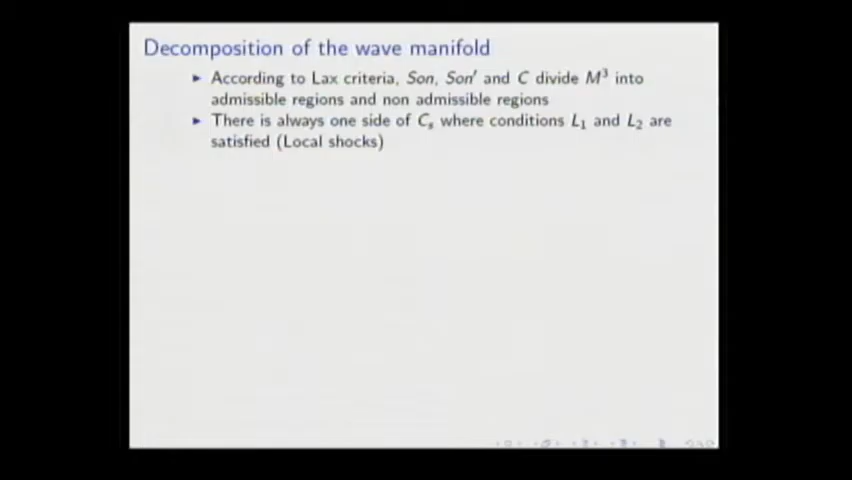 Decomposition of the wave manifold
► According to Lax criteria, Son, Son′ and C divide M³ into
admissible regions and non admissible regions
► There is always one side of Cₛ where conditions L₁ and L₂ are
satisfied (Local shocks)